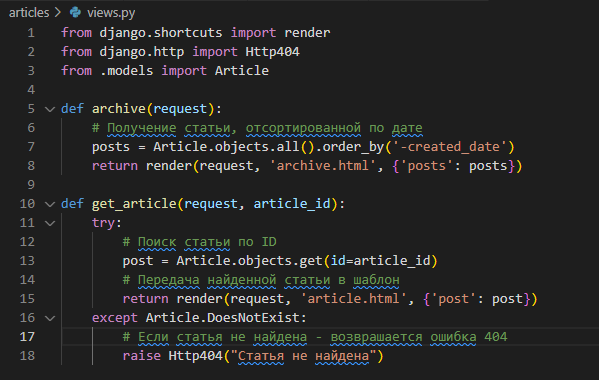 articles > views.py
1 from django.shortcuts import render
2 from django.http import Http404
3 from .models import Article
4
5 def archive(request):
6     # Получение статьи, отсортированной по дате
7     posts = Article.objects.all().order_by('-created_date')
8     return render(request, 'archive.html', {'posts': posts})
9
10 def get_article(request, article_id):
11     try:
12         # Поиск статьи по ID
13         post = Article.objects.get(id=article_id)
14         # Передача найденной статьи в шаблон
15         return render(request, 'article.html', {'post': post})
16     except Article.DoesNotExist:
17         # Если статья не найдена - возврашается ошибка 404
18         raise Http404("Статья не найдена")